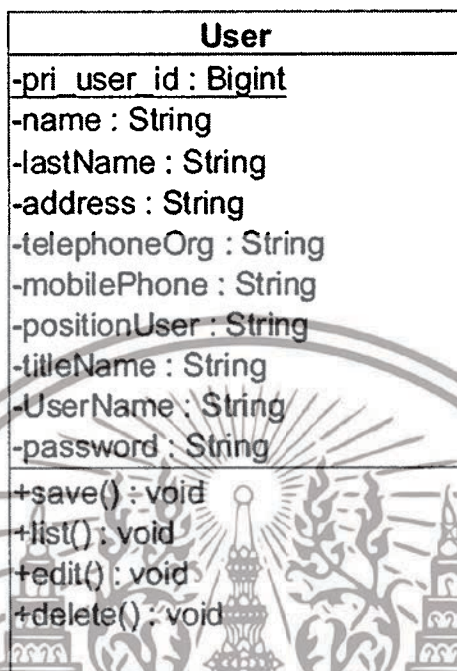 User
-pri_user_id : Bigint
-name : String
-lastName : String
-address : String
-telephoneOrg : String
-mobilePhone : String
-positionUser : String
-titleName : String
-UserName : String
-password : String
+save() : void
+list() : void
+edit() : void
+delete() : void